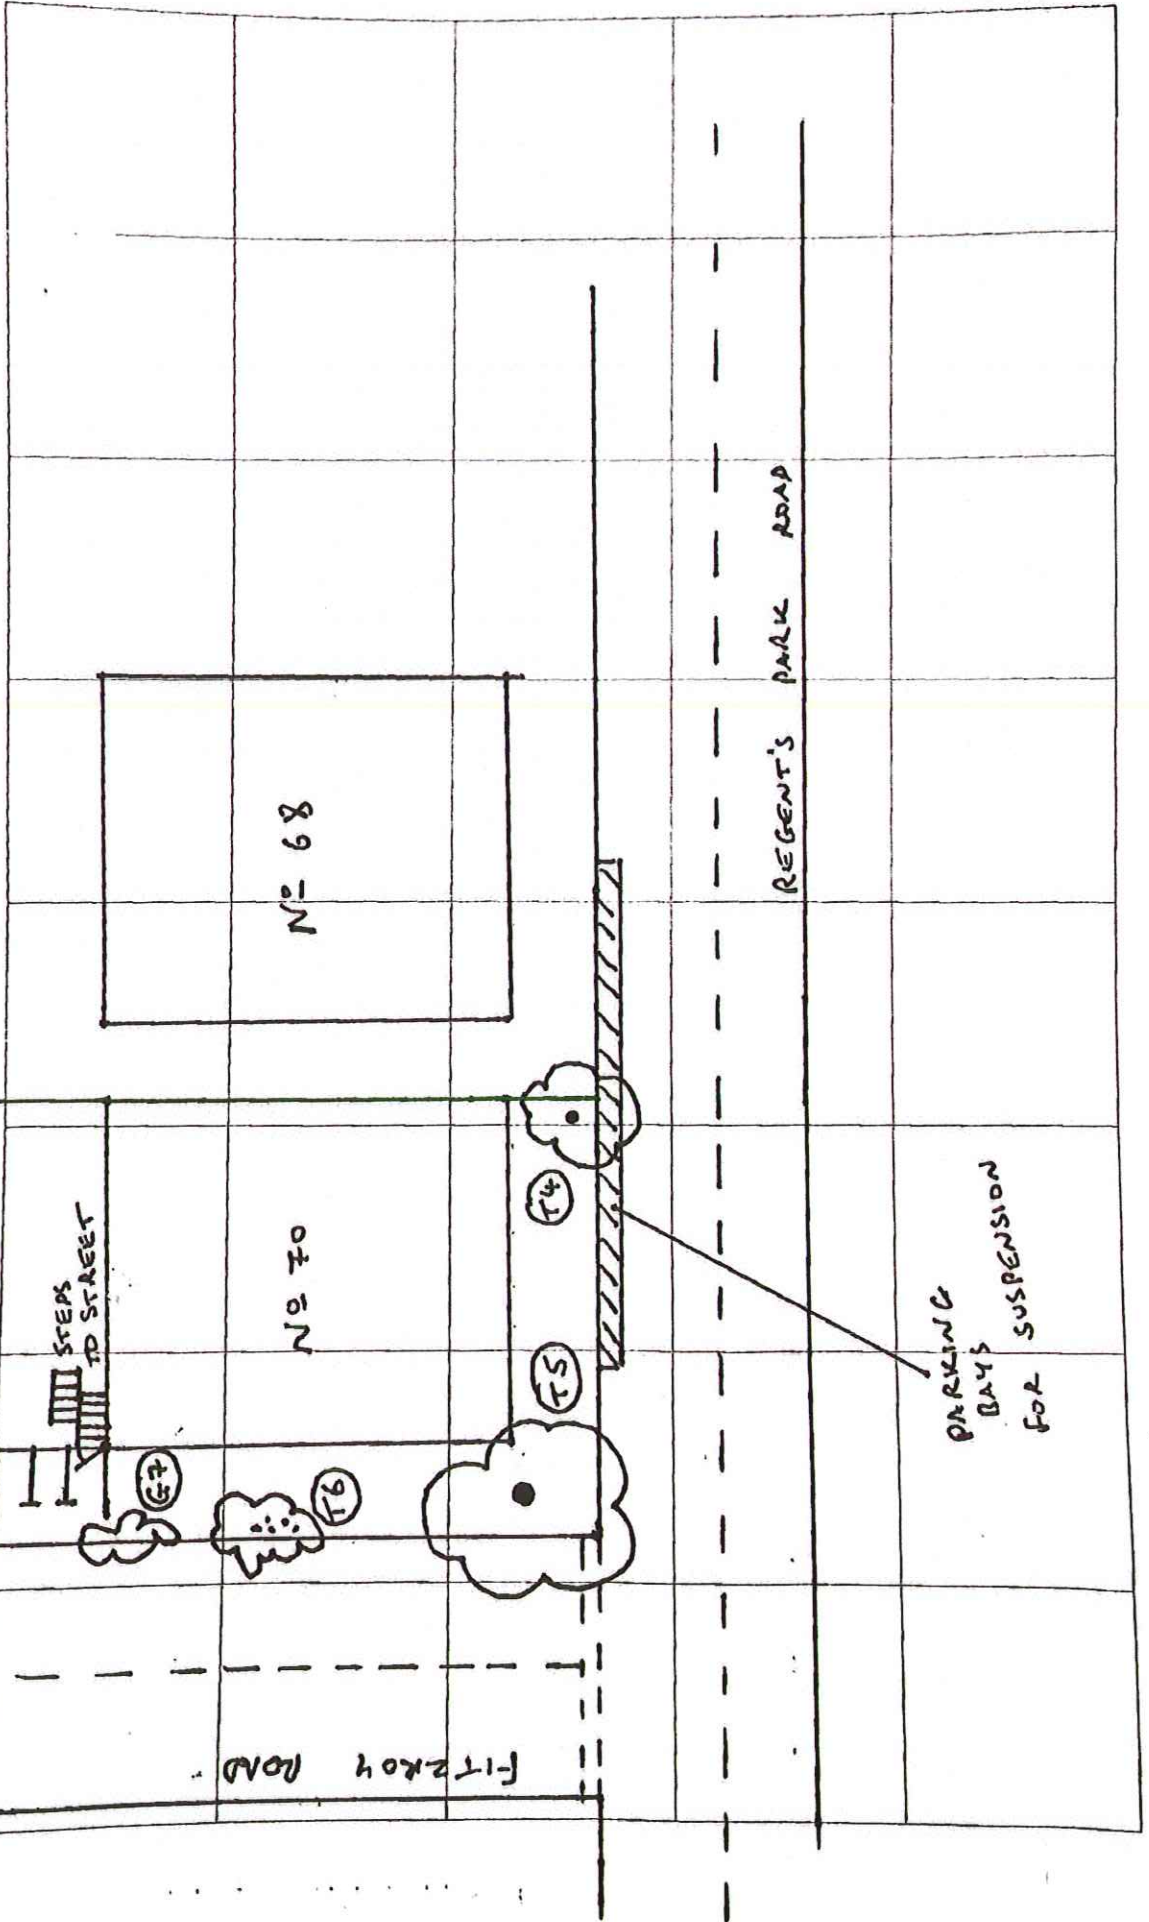 STEPS
TO STREET
G7
T6
T5
T4
Nº 70
Nº 68
FITZROY ROAD
REGENT'S PARK ROAD
PARKING
BAYS
FOR SUSPENSION